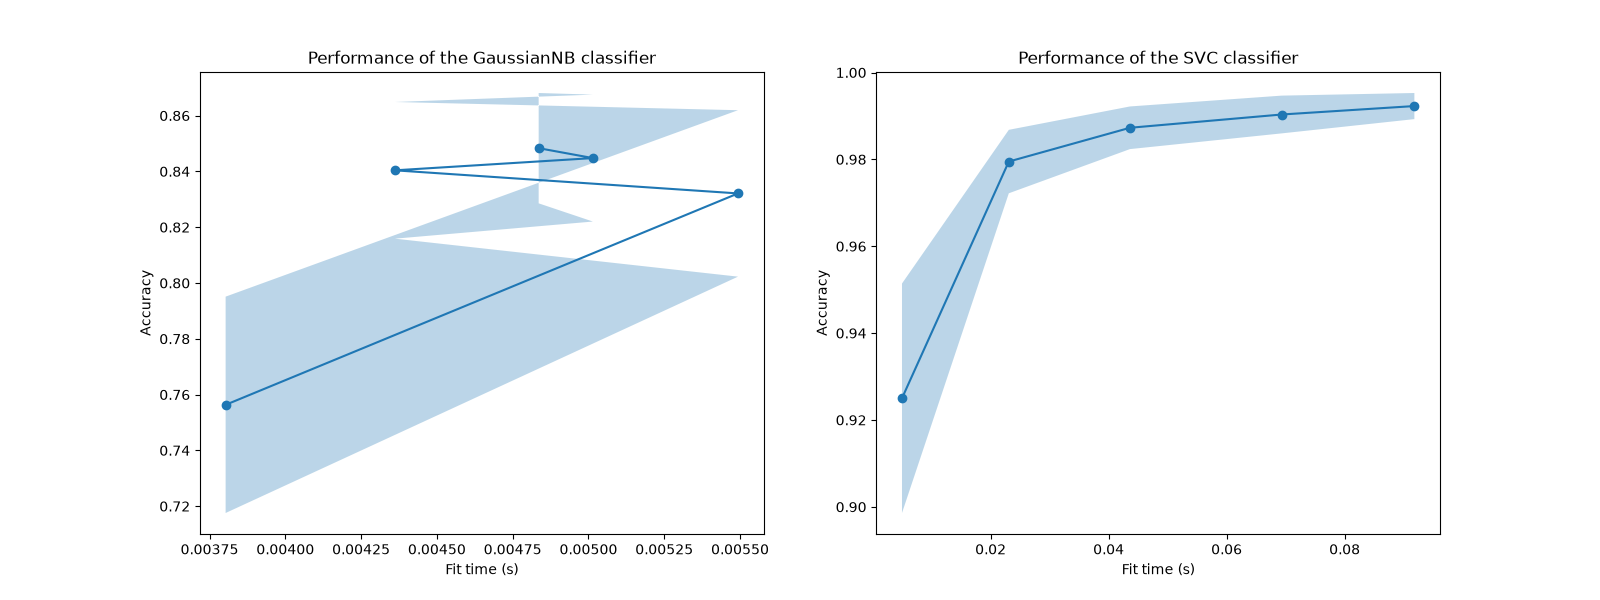 Performance of the GaussianNB classifier
Accuracy
0.86
0.84
0.82
0.80
0.78
0.76
0.74
0.72
0.00375 0.00400 0.00425 0.00450 0.00475 0.00500 0.00525 0.00550
Fit time (s)
Performance of the SVC classifier
Accuracy
1.00
0.98
0.96
0.94
0.92
0.90
0.02 0.04 0.06 0.08
Fit time (s)